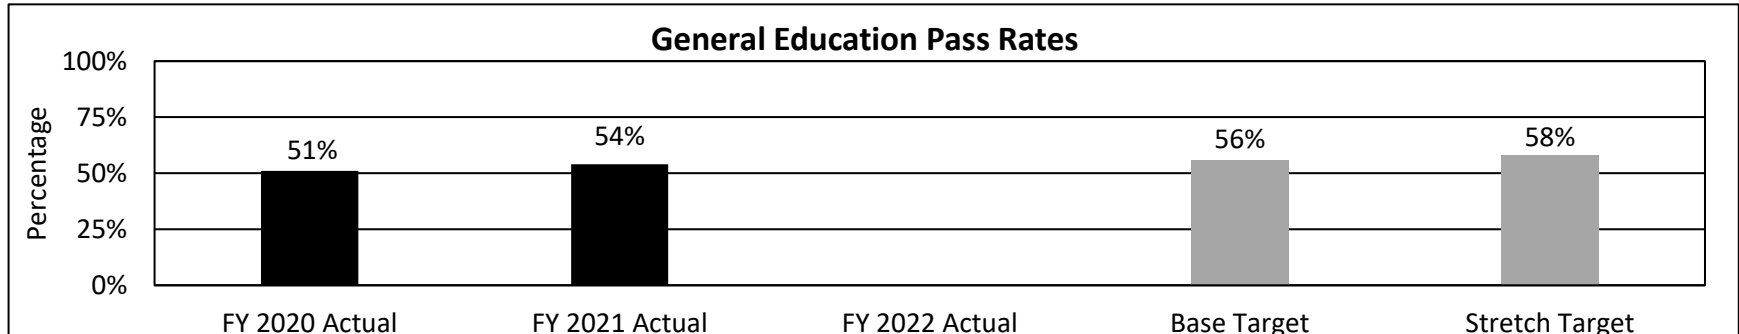 General Education Pass Rates
100%
75%
50%
25%
0%
Percentage
51%
54%
56%
58%
FY 2020 Actual
FY 2021 Actual
FY 2022 Actual
Base Target
Stretch Target